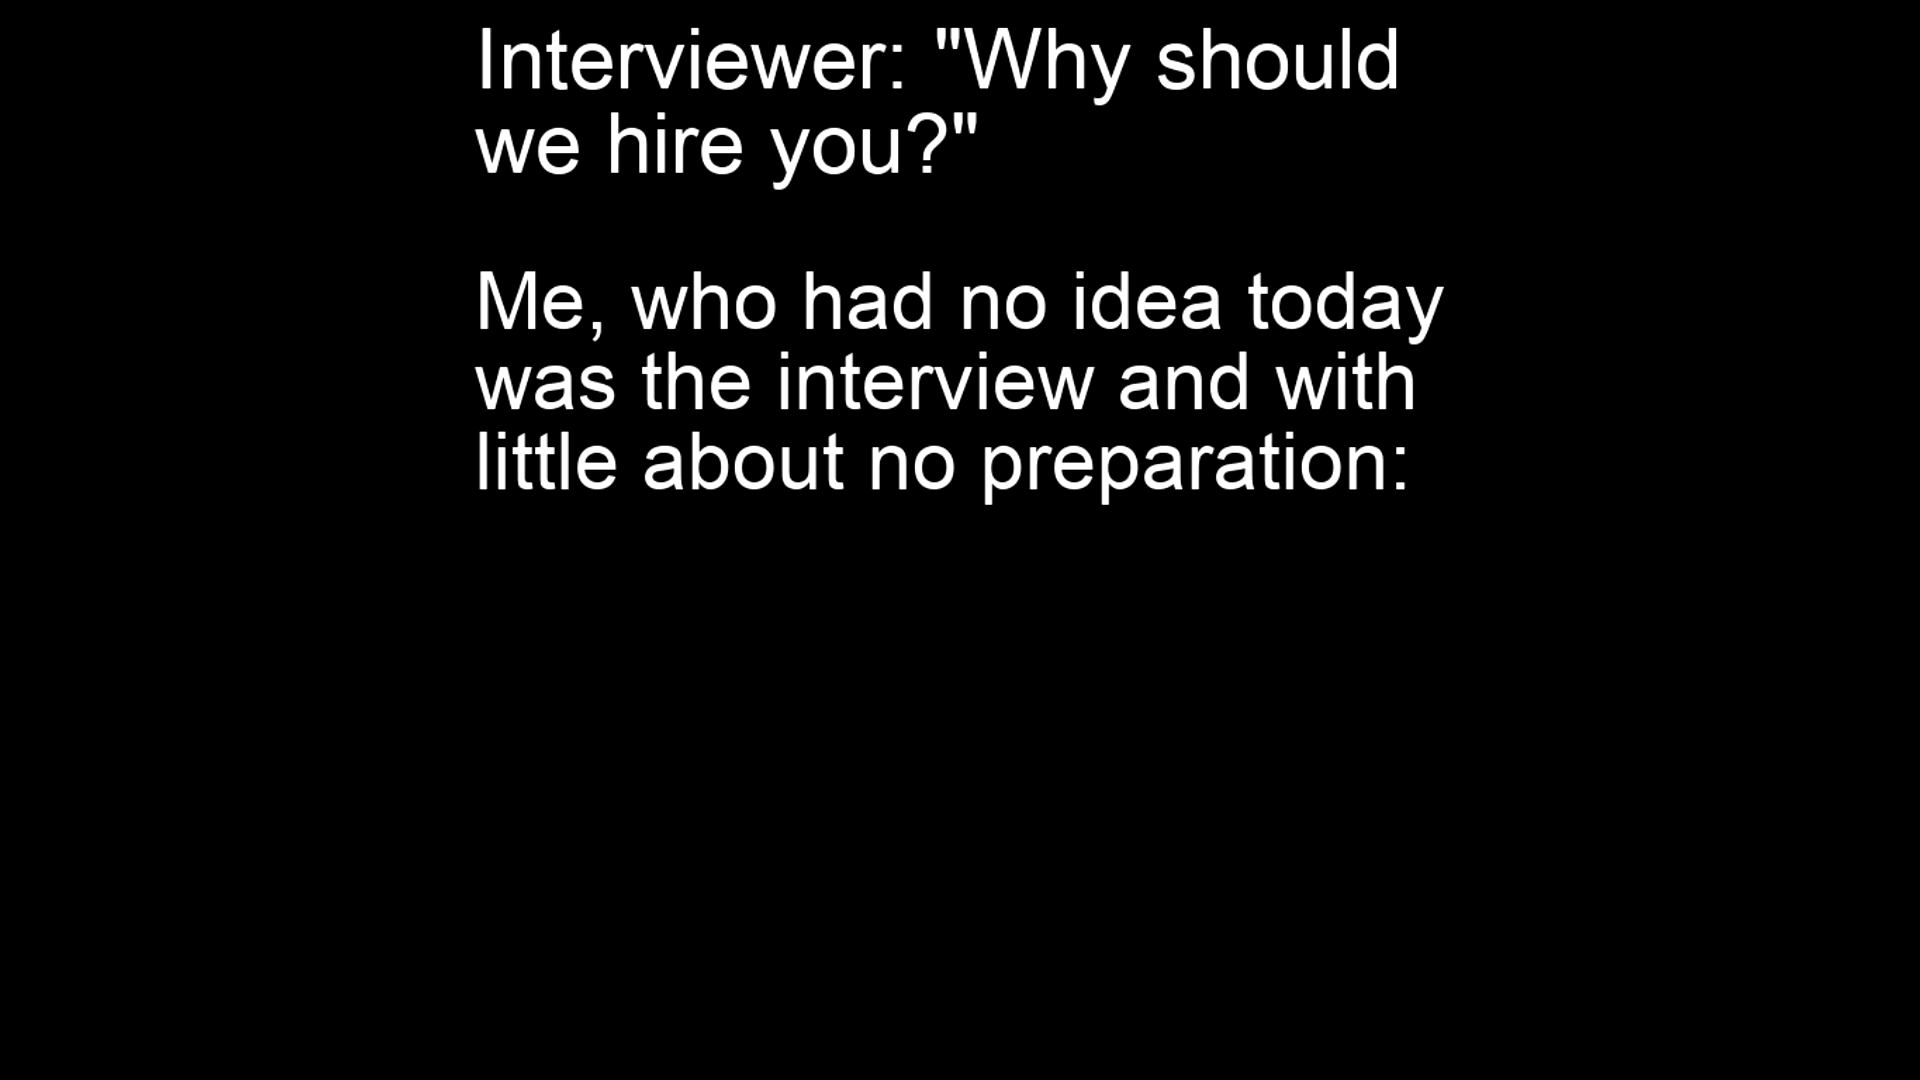 Interviewer: "Why should
we hire you?"
Me, who had no idea today
was the interview and with
little about no preparation: